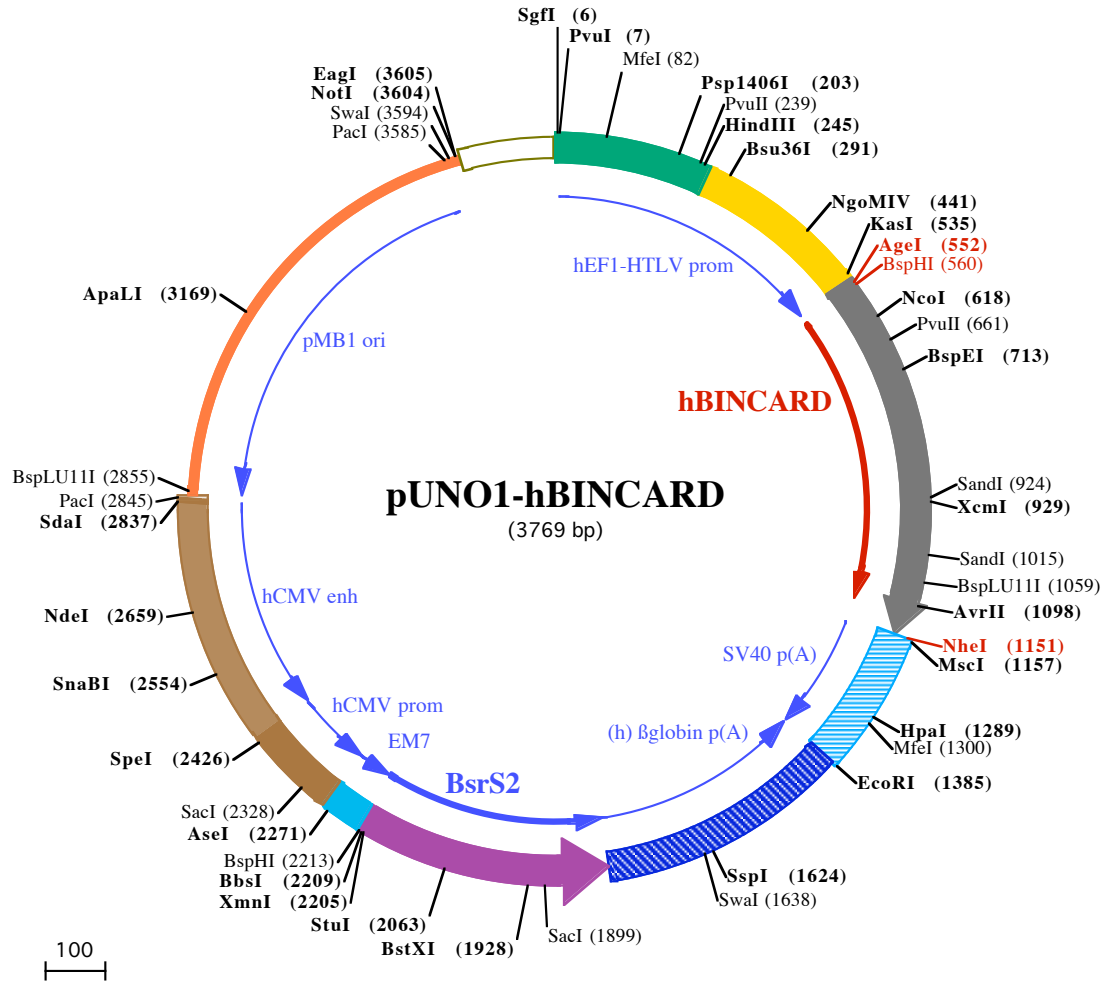 SgfI (6)
PvuI (7)
MfeI (82)
Psp1406I (203)
PvuII (239)
HindIII (245)
Bsu36I (291)
NgoMIV (441)
KasI (535)
AgeI (552)
BspHI (560)
NcoI (618)
PvuII (661)
BspEI (713)
SandI (924)
XcmI (929)
SandI (1015)
BspLU11I (1059)
AvrII (1098)
NheI (1151)
MscI (1157)
HpaI (1289)
MfeI (1300)
EcoRI (1385)
SspI (1624)
SwaI (1638)
SacI (1899)
BstXI (1928)
StuI (2063)
XmnI (2205)
BbsI (2209)
BspHI (2213)
AseI (2271)
SacI (2328)
SpeI (2426)
SnaBI (2554)
NdeI (2659)
SdaI (2837)
PacI (2845)
BspLU11I (2855)
ApaLI (3169)
PacI (3585)
SwaI (3594)
NotI (3604)
EagI (3605)
hEF1-HTLV prom
pMB1 ori
hBINCARD
pUNO1-hBINCARD
(3769 bp)
hCMV enh
SV40 p(A)
hCMV prom
(h) ßglobin p(A)
EM7
BsrS2
100